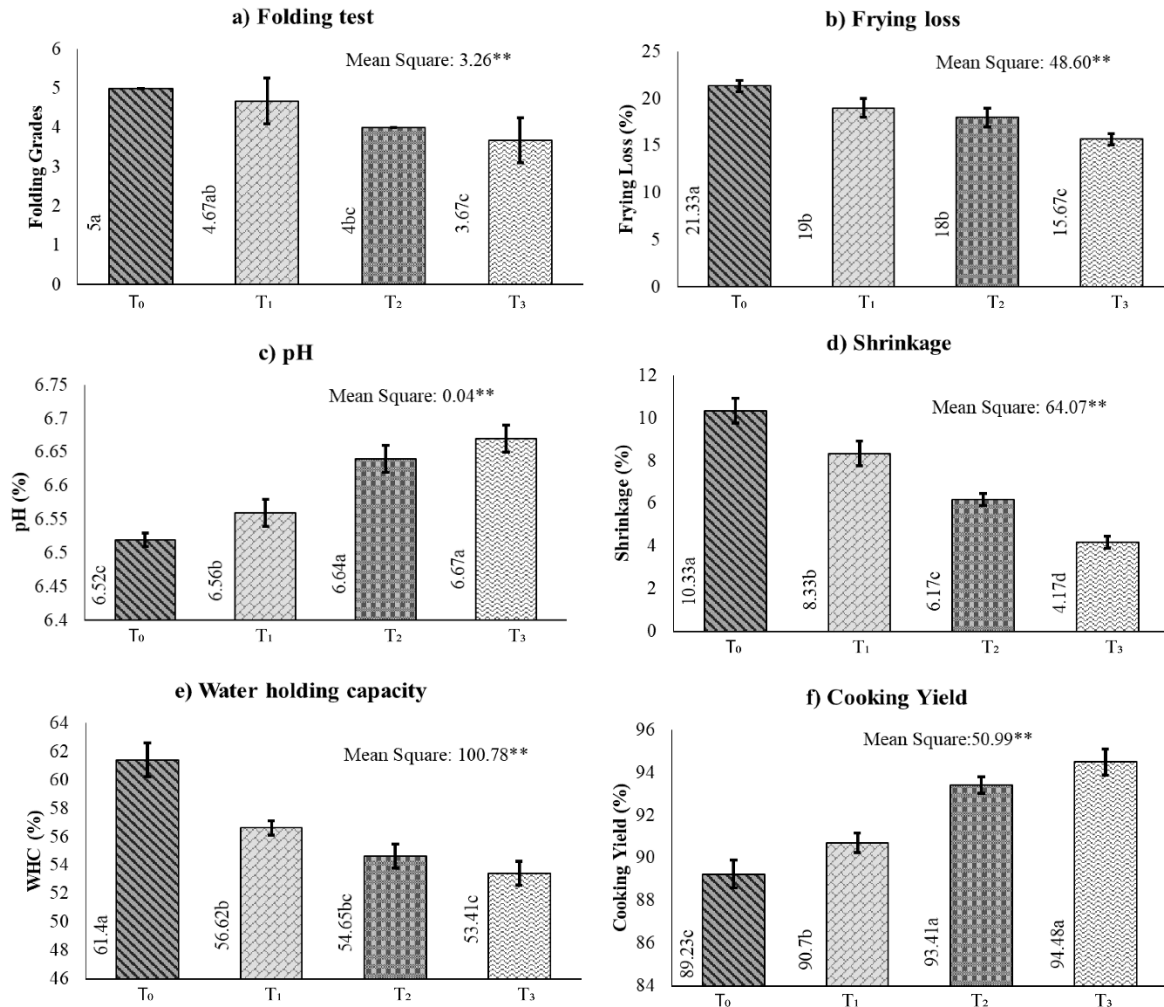 a) Folding test
Mean Square: 3.26**
Folding Grades
6
5
4
3
2
1
0
5a
4.67ab
4bc
3.67c
T₀
T₁
T₂
T₃
b) Frying loss
Mean Square: 48.60**
Frying Loss (%)
25
20
15
10
5
0
21.33a
19b
18b
15.67c
T₀
T₁
T₂
T₃
c) pH
Mean Square: 0.04**
pH (%)
6.75
6.7
6.65
6.6
6.55
6.5
6.45
6.4
6.52c
6.56b
6.64a
6.67a
T₀
T₁
T₂
T₃
d) Shrinkage
Mean Square: 64.07**
Shrinkage (%)
12
10
8
6
4
2
0
10.33a
8.33b
6.17c
4.17d
T₀
T₁
T₂
T₃
e) Water holding capacity
Mean Square: 100.78**
WHC (%)
64
62
60
58
56
54
52
50
48
46
61.4a
56.62b
54.65bc
53.41c
T₀
T₁
T₂
T₃
f) Cooking Yield
Mean Square:50.99**
Cooking Yield (%)
96
94
92
90
88
86
84
89.23c
90.7b
93.41a
94.48a
T₀
T₁
T₂
T₃